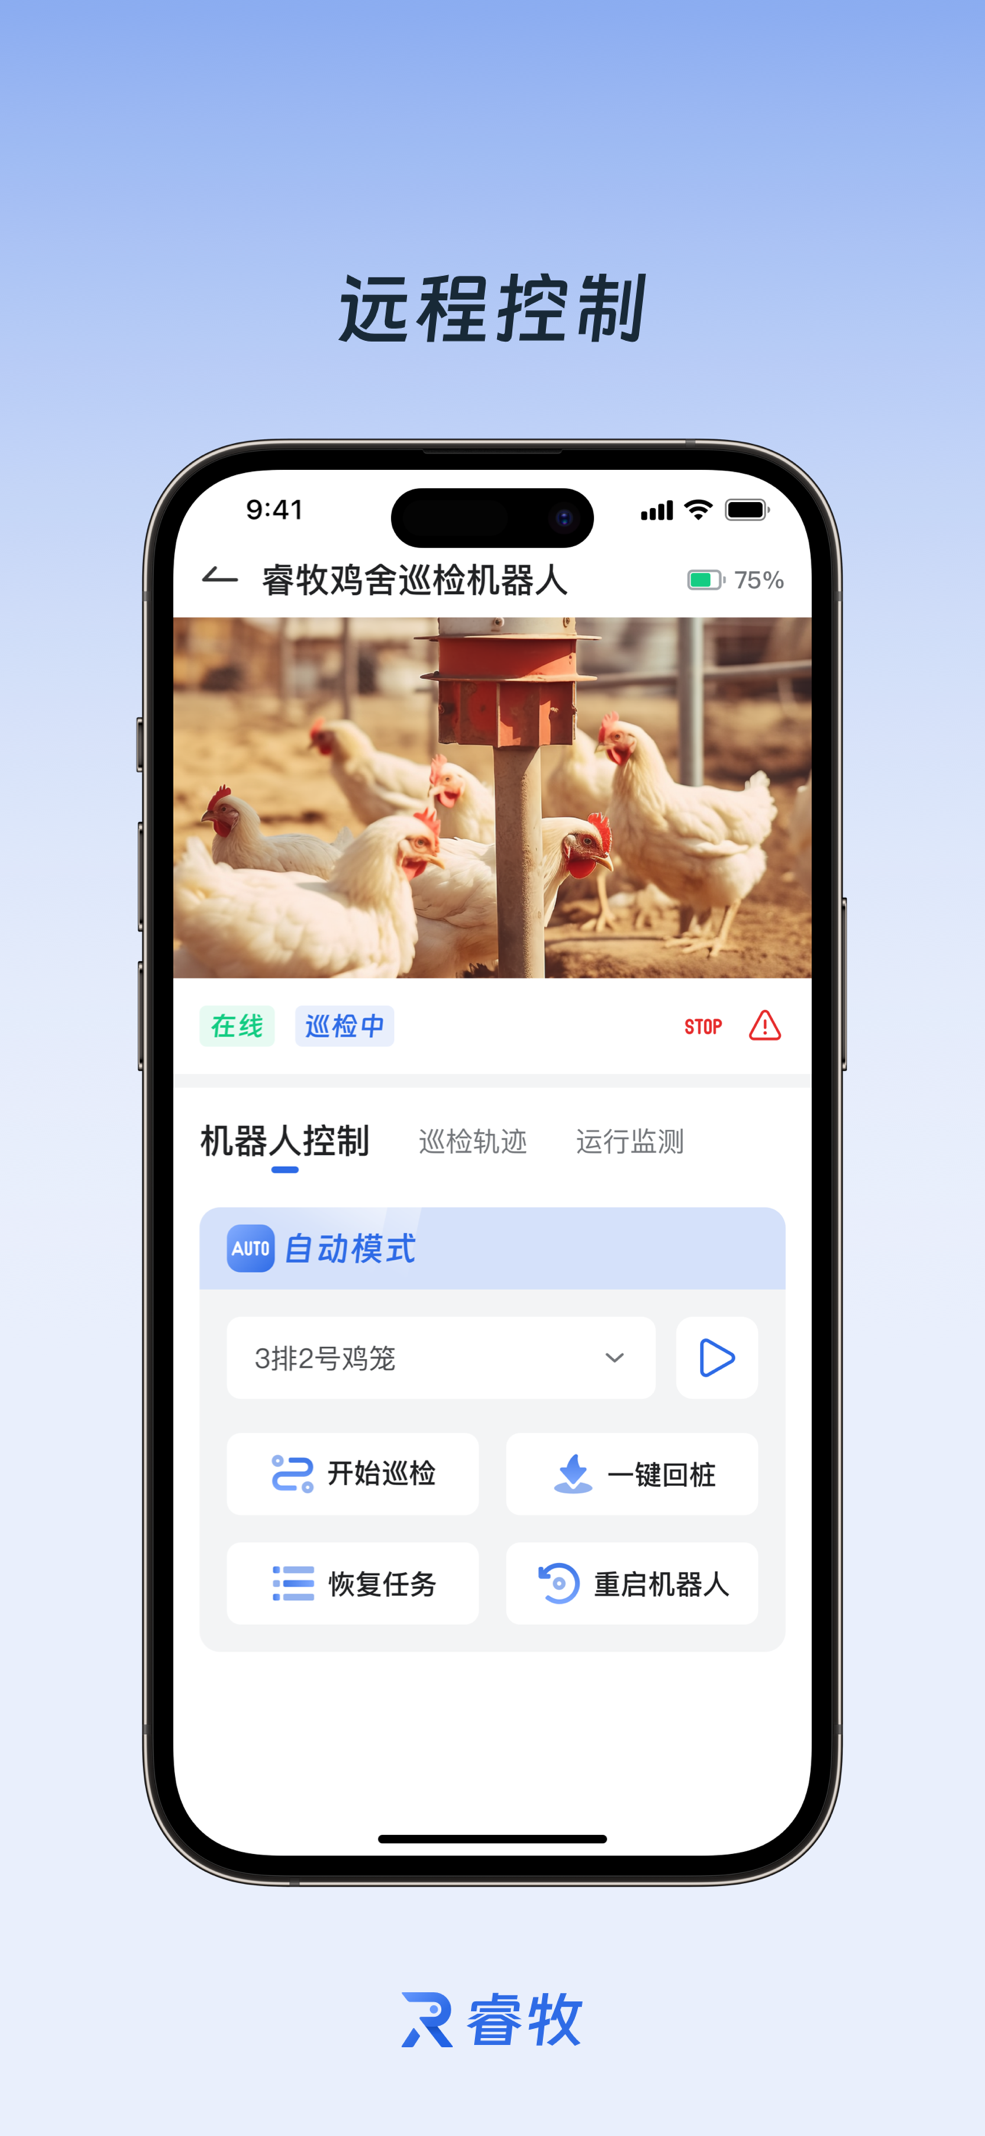 远程控制
9:41
睿牧鸡舍巡检机器人 75%
在线 巡检中 STOP
机器人控制 巡检轨迹 运行监测
AUTO 自动模式
3排2号鸡笼
开始巡检 一键回桩
恢复任务 重启机器人
睿牧